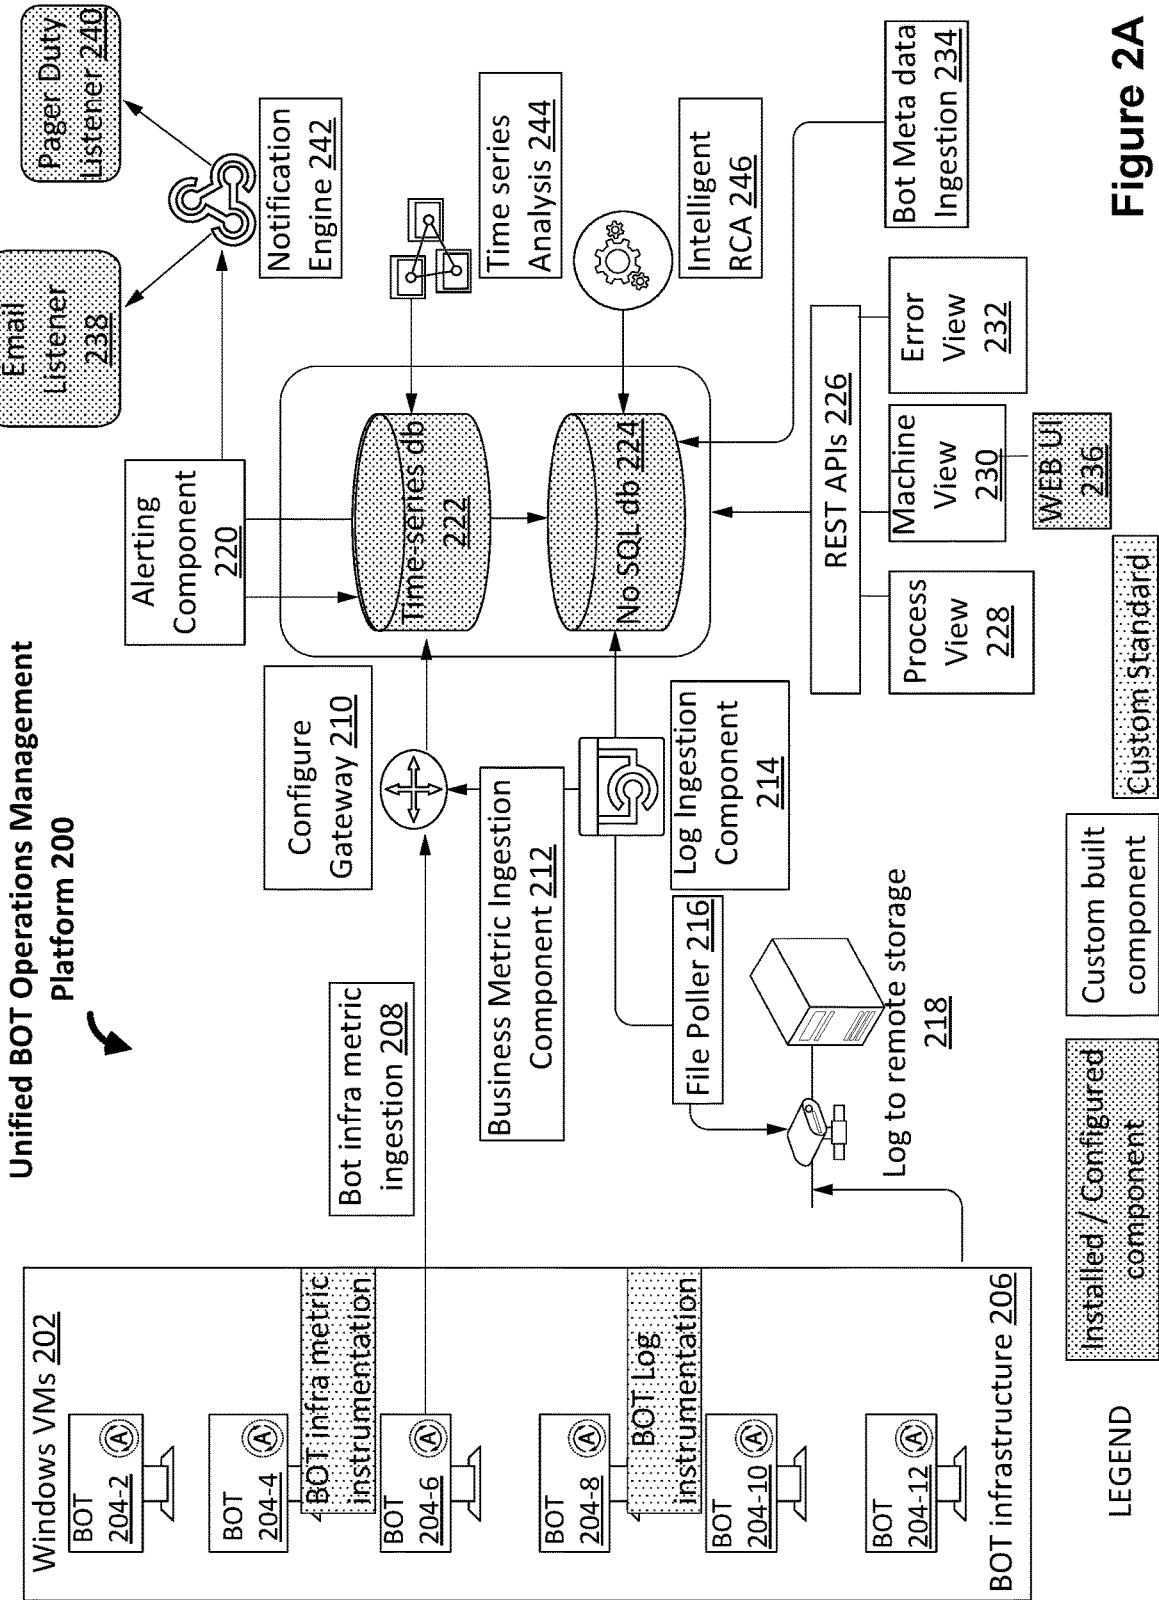 Unified BOT Operations Management
Platform 200
Windows VMs 202
BOT
204-2
BOT
204-4
BOT infra metric
instrumentation
BOT
204-6
BOT
204-8
BOT Log
instrumentation
BOT
204-10
BOT
204-12
BOT infrastructure 206
A
A
A
A
A
A
Bot infra metric
ingestion 208
Configure
Gateway 210
Business Metric Ingestion
Component 212
Log Ingestion
Component
214
File Poller 216
Log to remote storage
218
Alerting
Component
220
Time-series db
222
No SQL db 224
Email
Listener
238
Pager Duty
Listener 240
Notification
Engine 242
Time series
Analysis 244
Intelligent
RCA 246
REST APIs 226
Process
View
228
Machine
View
230
Error
View
232
Bot Meta data
Ingestion 234
WEB UI
236
LEGEND
Installed / Configured
component
Custom built
component
Custom Standard
Figure 2A